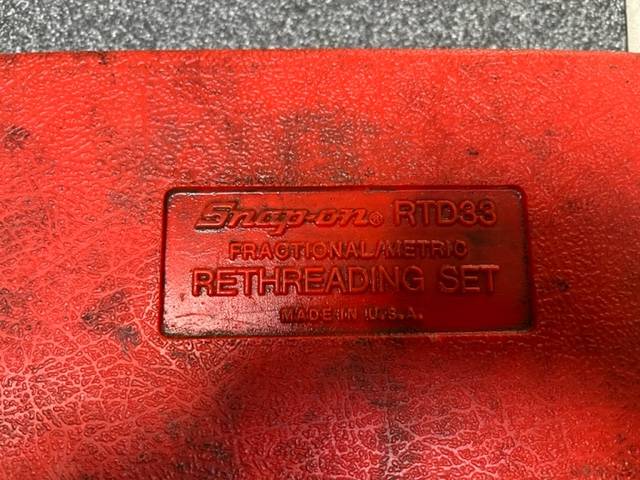 Snap-on® RTD33
FRACTIONAL/METRIC
RETHREADING SET
MADE IN U.S.A.